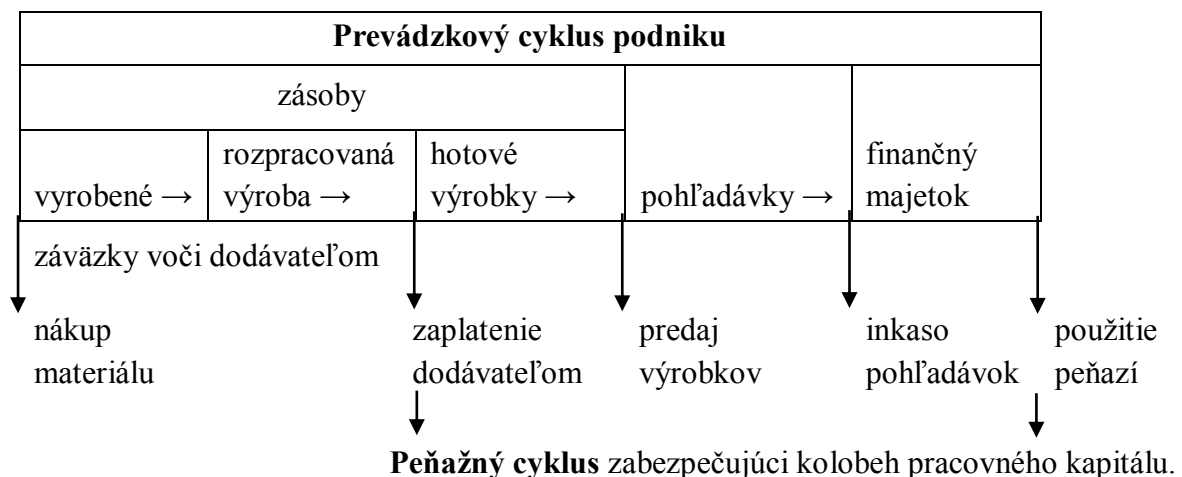 Prevádzkový cyklus podniku
zásoby
vyrobené →
rozpracovaná
výroba →
hotové
výrobky →
pohľadávky →
finančný
majetok
záväzky voči dodávateľom
nákup
materiálu
zaplatenie
dodávateľom
predaj
výrobkov
inkaso
pohľadávok
použitie
peňazí
Peňažný cyklus zabezpečujúci kolobeh pracovného kapitálu.